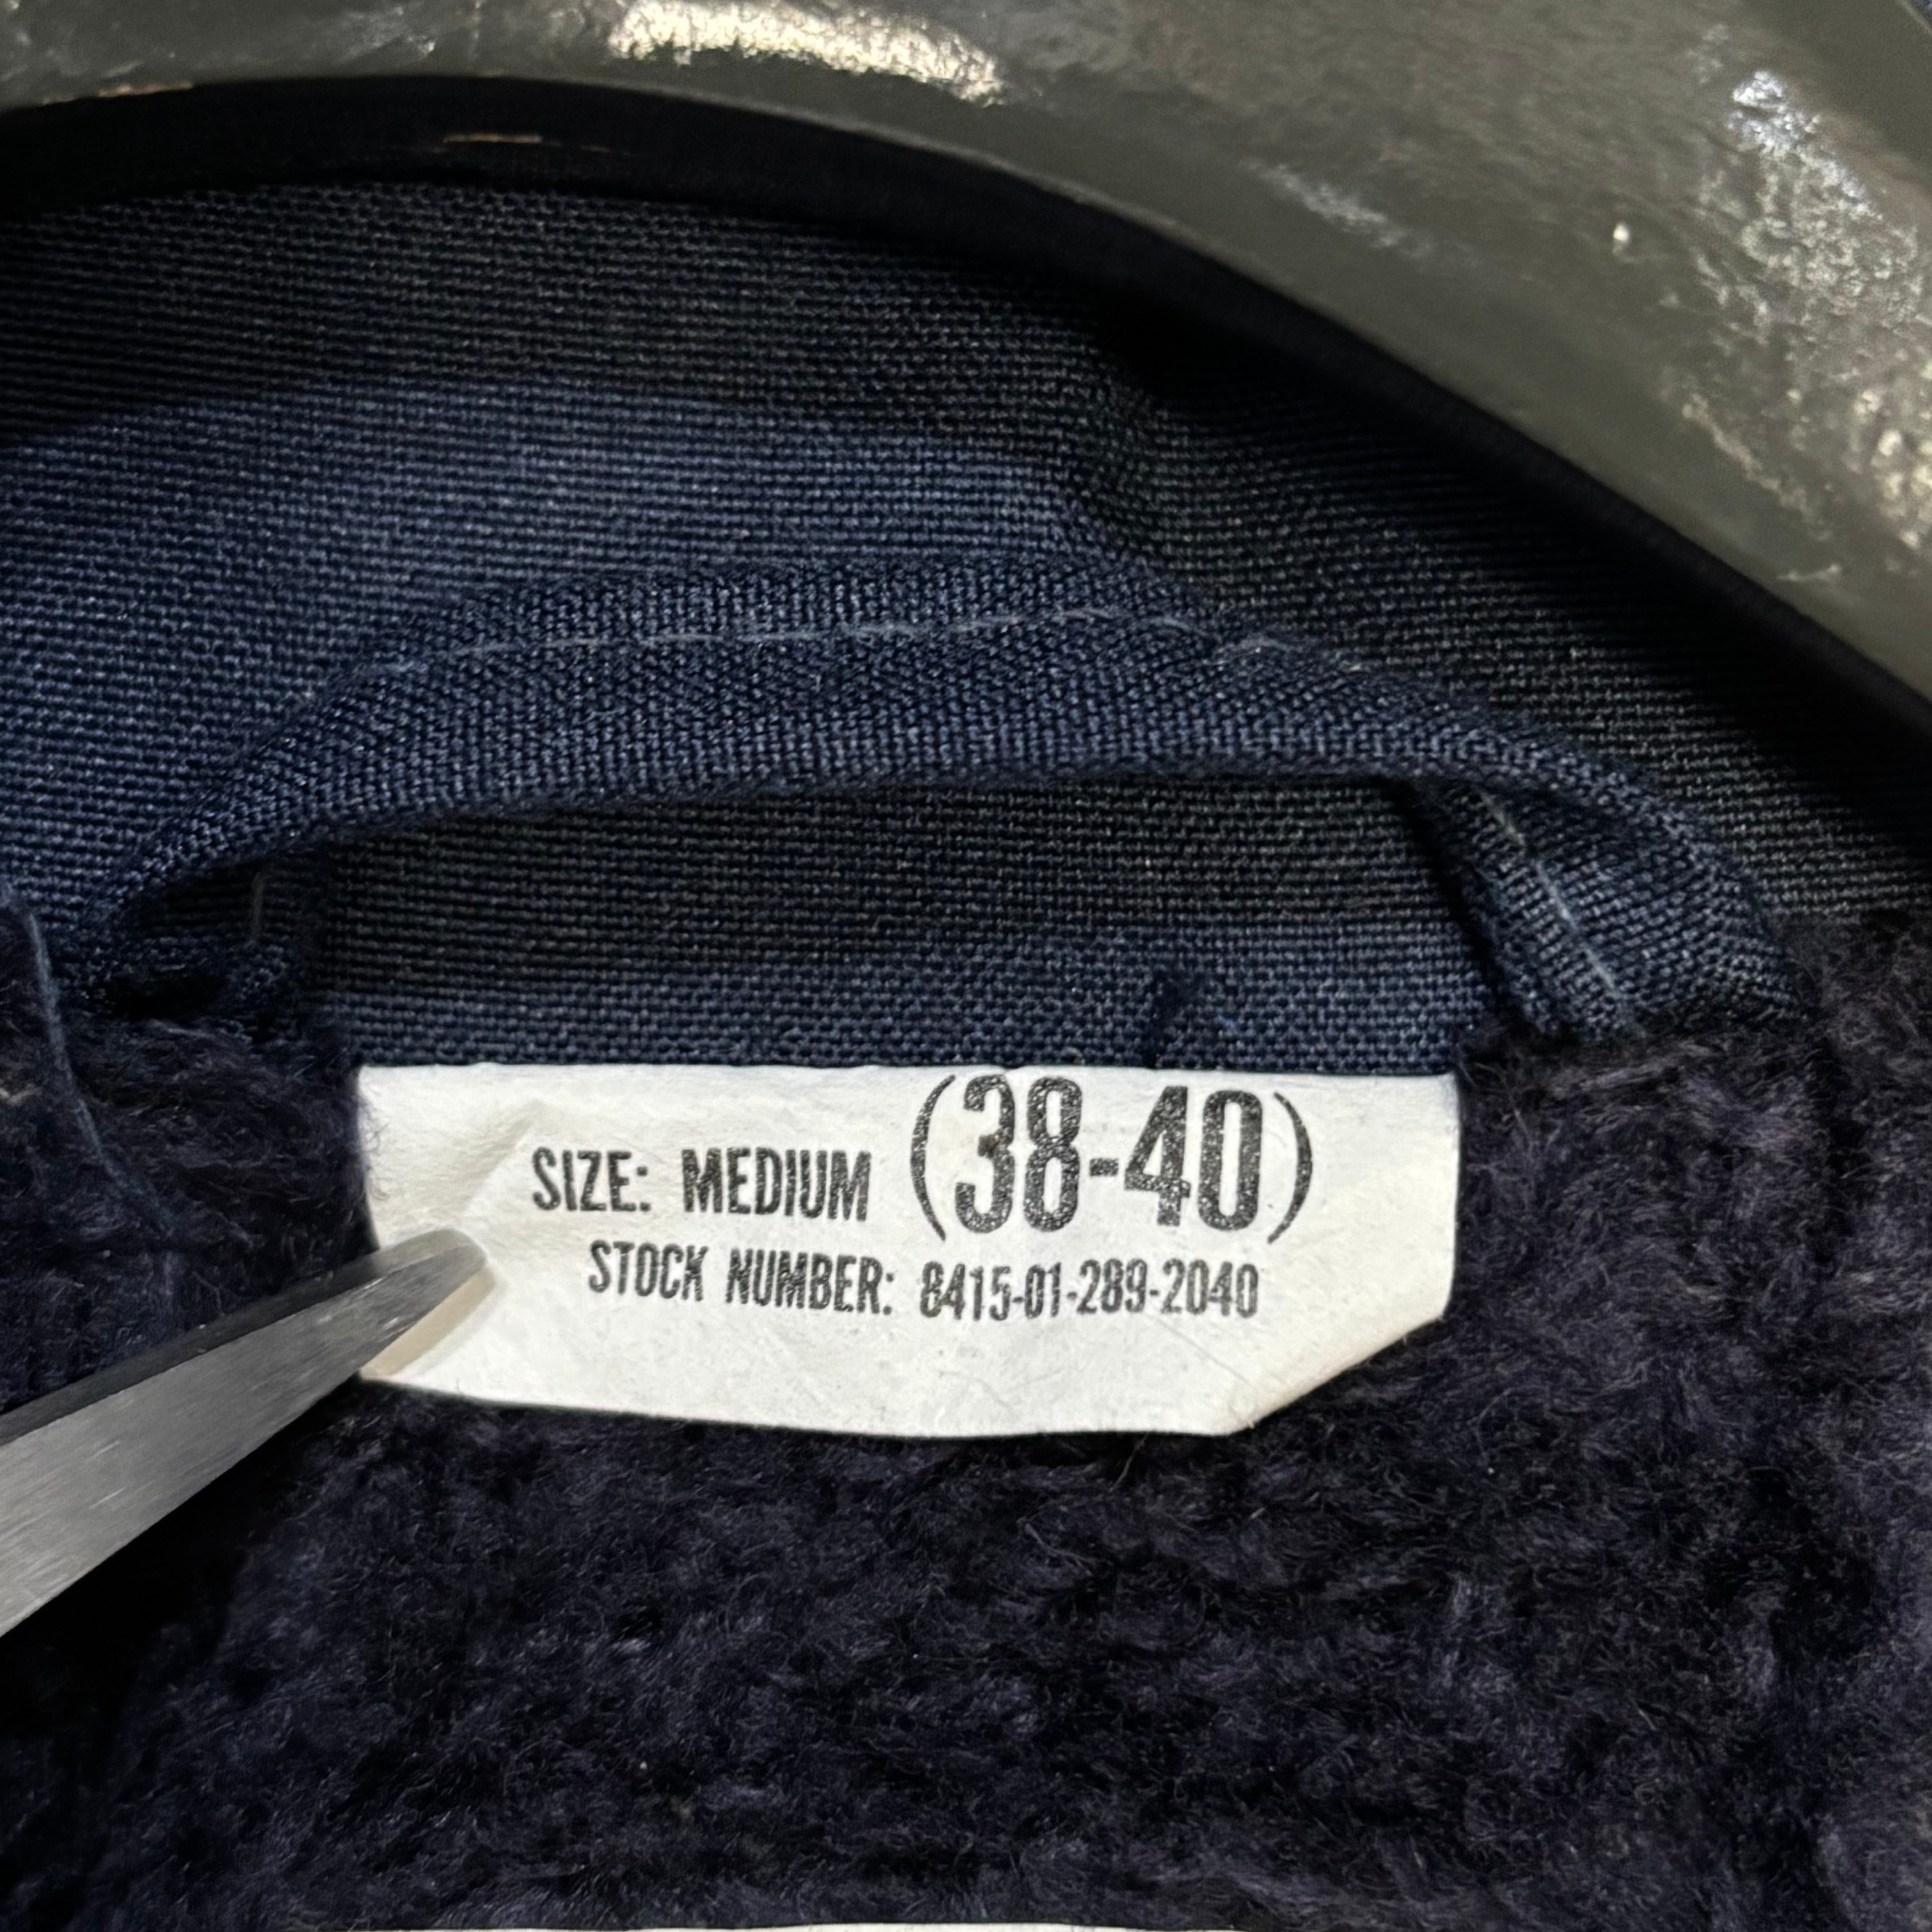 SIZE: MEDIUM (38-40)
STOCK NUMBER: 8415-01-289-2040